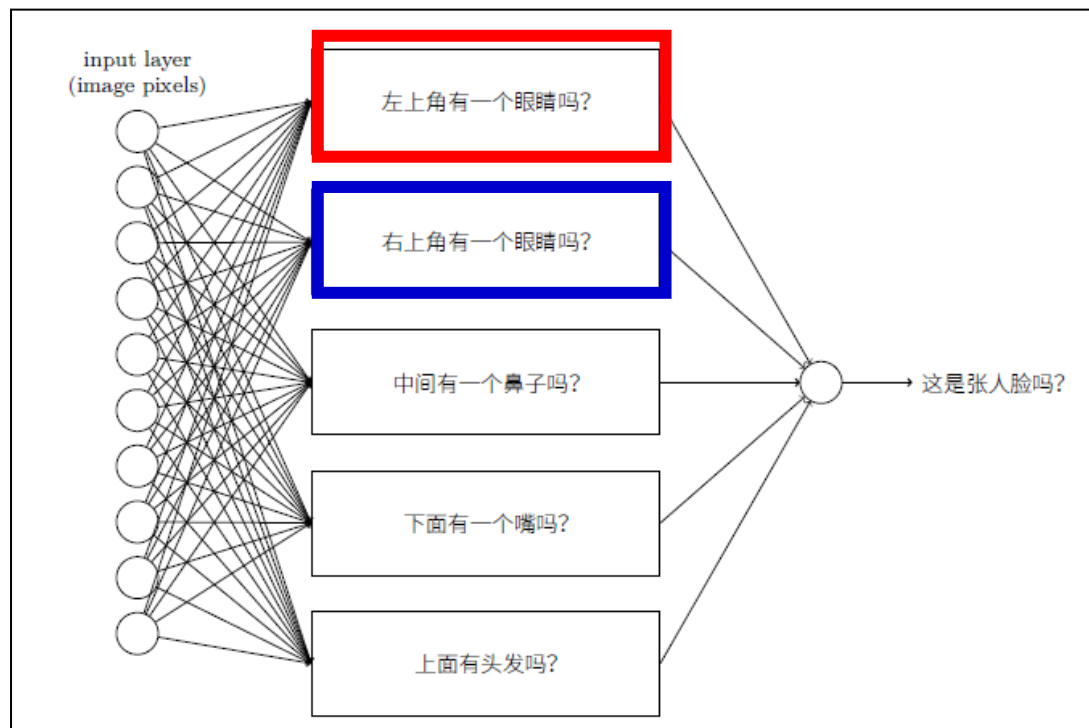 input layer
(image pixels)
左上角有一个眼睛吗?
右上角有一个眼睛吗?
中间有一个鼻子吗?
下面有一个嘴吗?
上面有头发吗?
这是张人脸吗?